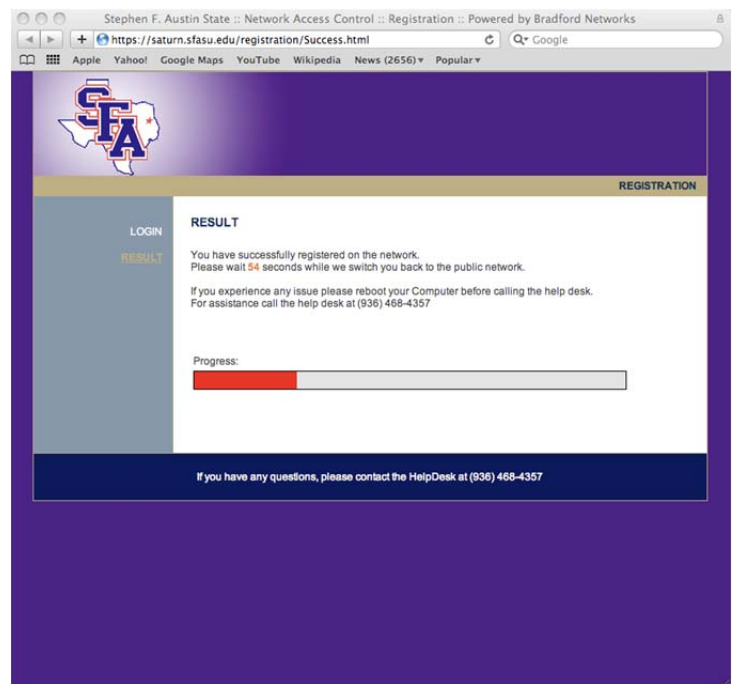 Stephen F. Austin State :: Network Access Control :: Registration :: Powered by Bradford Networks
https://saturn.sfasu.edu/registration/Success.html
Google
Apple Yahoo! Google Maps YouTube Wikipedia News (2656) Popular
SFA
REGISTRATION
LOGIN
RESULT
RESULT
You have successfully registered on the network.
Please wait 54 seconds while we switch you back to the public network.
If you experience any issue please reboot your Computer before calling the help desk.
For assistance call the help desk at (936) 468-4357
Progress:
If you have any questions, please contact the HelpDesk at (936) 468-4357